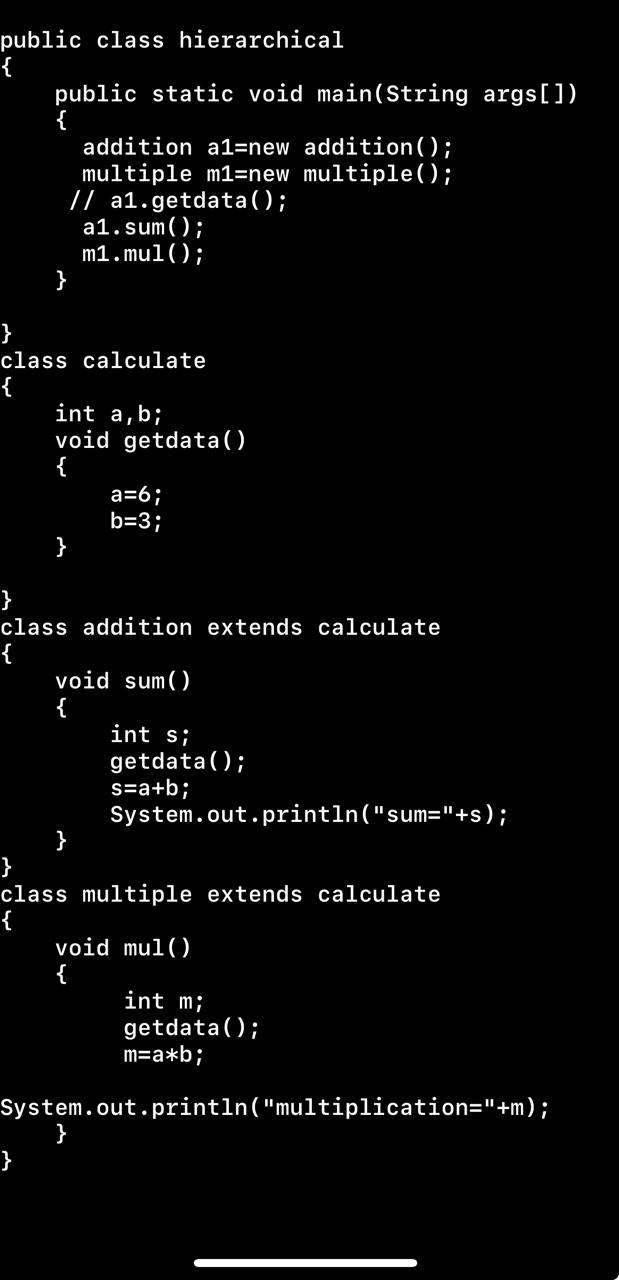 public class hierarchical
{
    public static void main(String args[])
    {
      addition a1=new addition();
      multiple m1=new multiple();
     // a1.getdata();
      a1.sum();
      m1.mul();
    }

}
class calculate
{
    int a,b;
    void getdata()
    {
        a=6;
        b=3;
    }

}
class addition extends calculate
{
    void sum()
    {
        int s;
        getdata();
        s=a+b;
        System.out.println("sum="+s);
    }
}
class multiple extends calculate
{
    void mul()
    {
         int m;
         getdata();
         m=a*b;

System.out.println("multiplication="+m);
    }
}